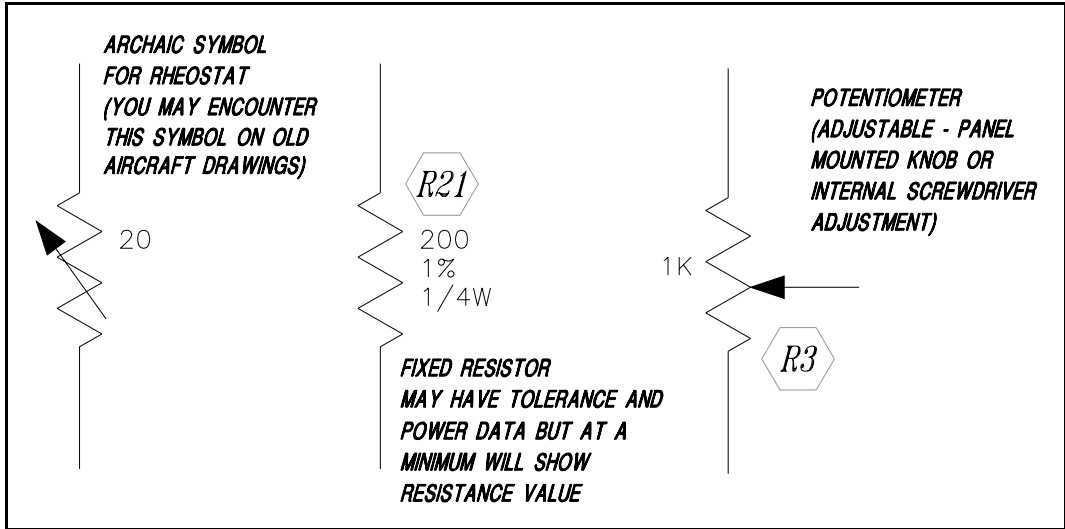 ARCHAIC SYMBOL
FOR RHEOSTAT
(YOU MAY ENCOUNTER
THIS SYMBOL ON OLD
AIRCRAFT DRAWINGS)
20
R21
200
1%
1/4W
FIXED RESISTOR
MAY HAVE TOLERANCE AND
POWER DATA BUT AT A
MINIMUM WILL SHOW
RESISTANCE VALUE
POTENTIOMETER
(ADJUSTABLE - PANEL
MOUNTED KNOB OR
INTERNAL SCREWDRIVER
ADJUSTMENT)
1K
R3